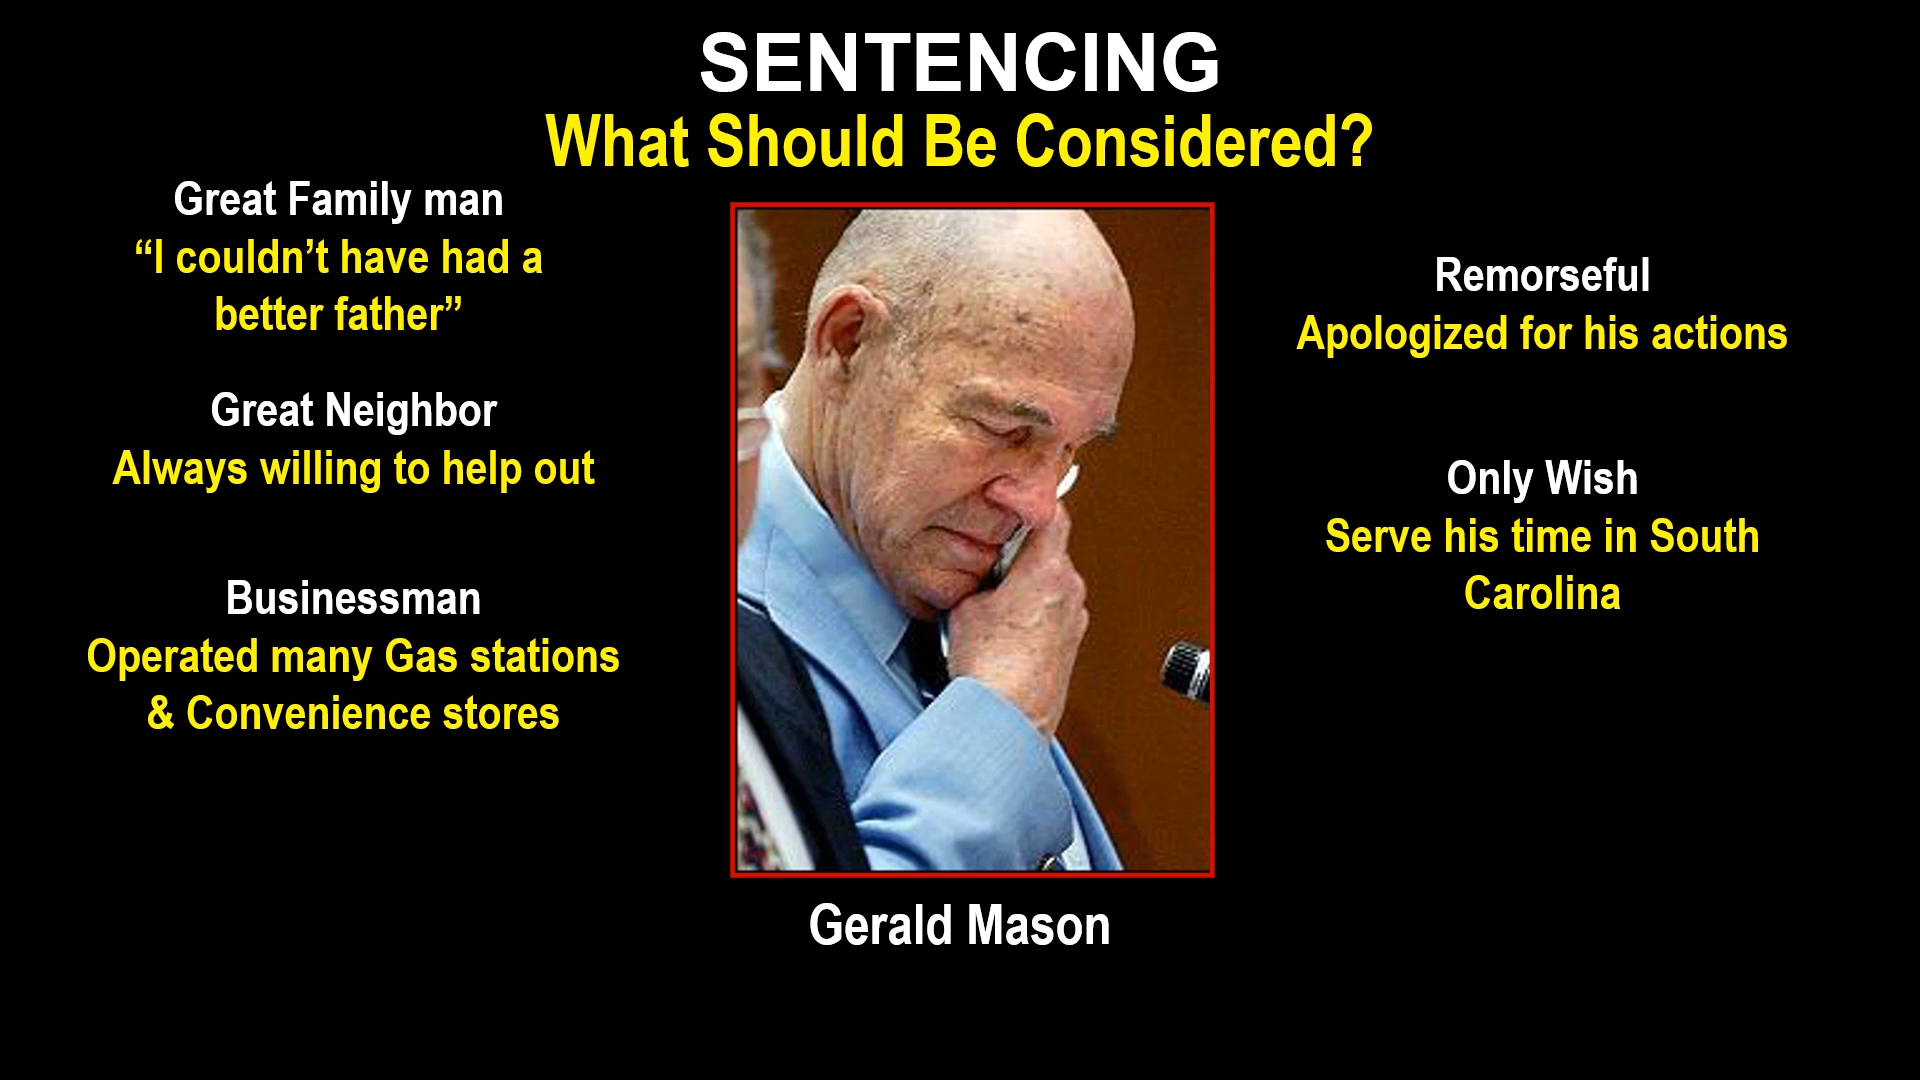 SENTENCING
What Should Be Considered?
Great Family man
“I couldn’t have had a
better father”
Great Neighbor
Always willing to help out
Businessman
Operated many Gas stations
& Convenience stores
Remorseful
Apologized for his actions
Only Wish
Serve his time in South
Carolina
Gerald Mason